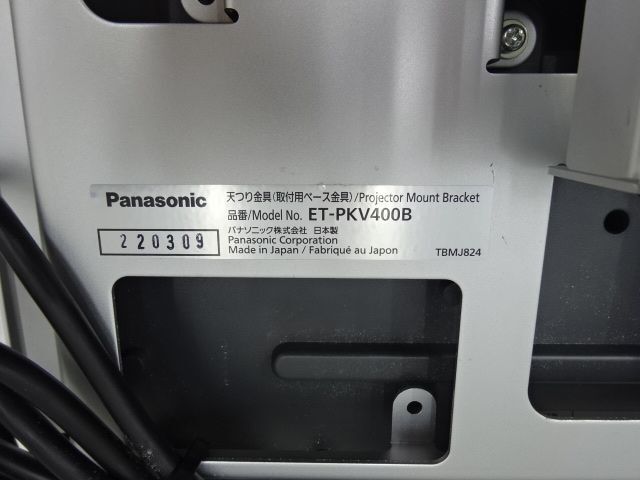 Panasonic
天つり金具(取付用ベース金具)/Projector Mount Bracket
品番/Model No. ET-PKV400B
パナソニック株式会社 日本製
Panasonic Corporation
Made in Japan / Fabriqué au Japon
TBMJ824
220309